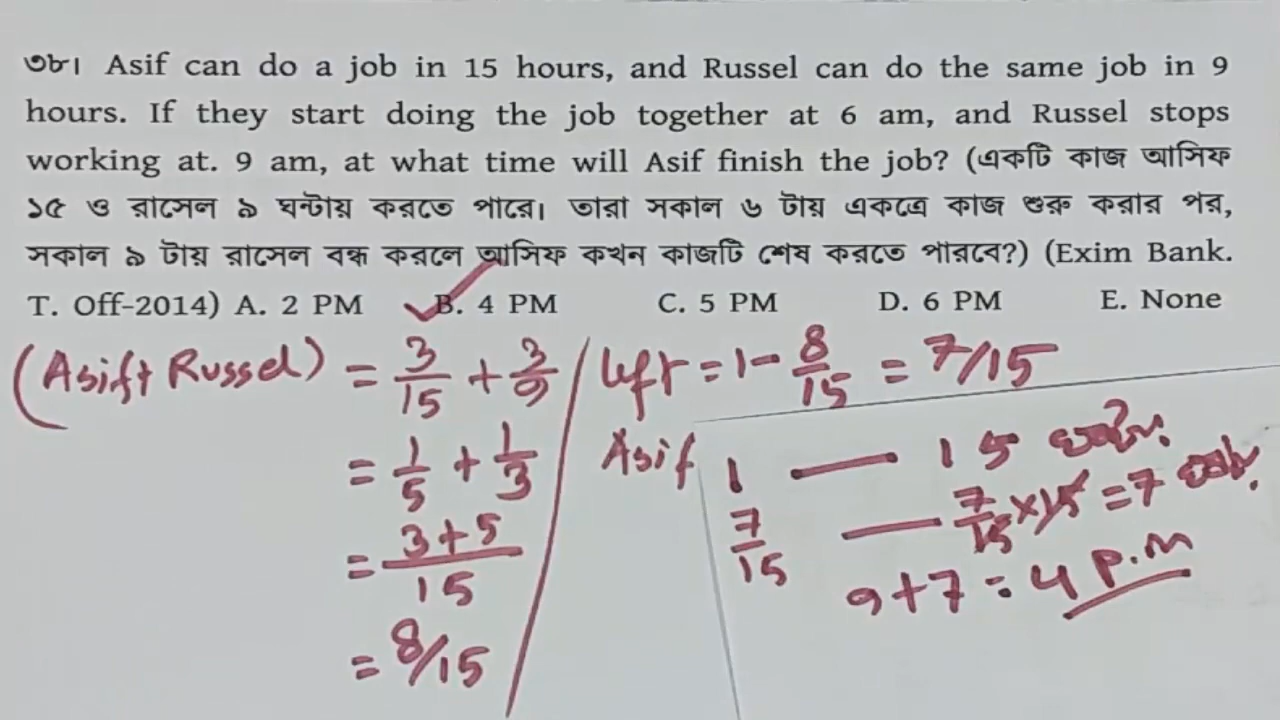 ৩৮। Asif can do a job in 15 hours, and Russel can do the same job in 9
hours. If they start doing the job together at 6 am, and Russel stops
working at. 9 am, at what time will Asif finish the job? (একটি কাজ আসিফ
১৫ ও রাসেল ৯ ঘন্টায় করতে পারে। তারা সকাল ৬ টায় একত্রে কাজ শুরু করার পর,
সকাল ৯ টায় রাসেল বন্ধ করলে আসিফ কখন কাজটি শেষ করতে পারবে?) (Exim Bank.
T. Off-2014) A. 2 PM B. 4 PM C. 5 PM D. 6 PM E. None
(Asif+ Russel) = 3/15 + 3/9
= 1/5 + 1/3
= 3+5/15
= 8/15
left = 1 - 8/15 = 7/15
Asif 1 — 15
7/15 — 7/15 × 15 = 7
9+7 = 4 P.m